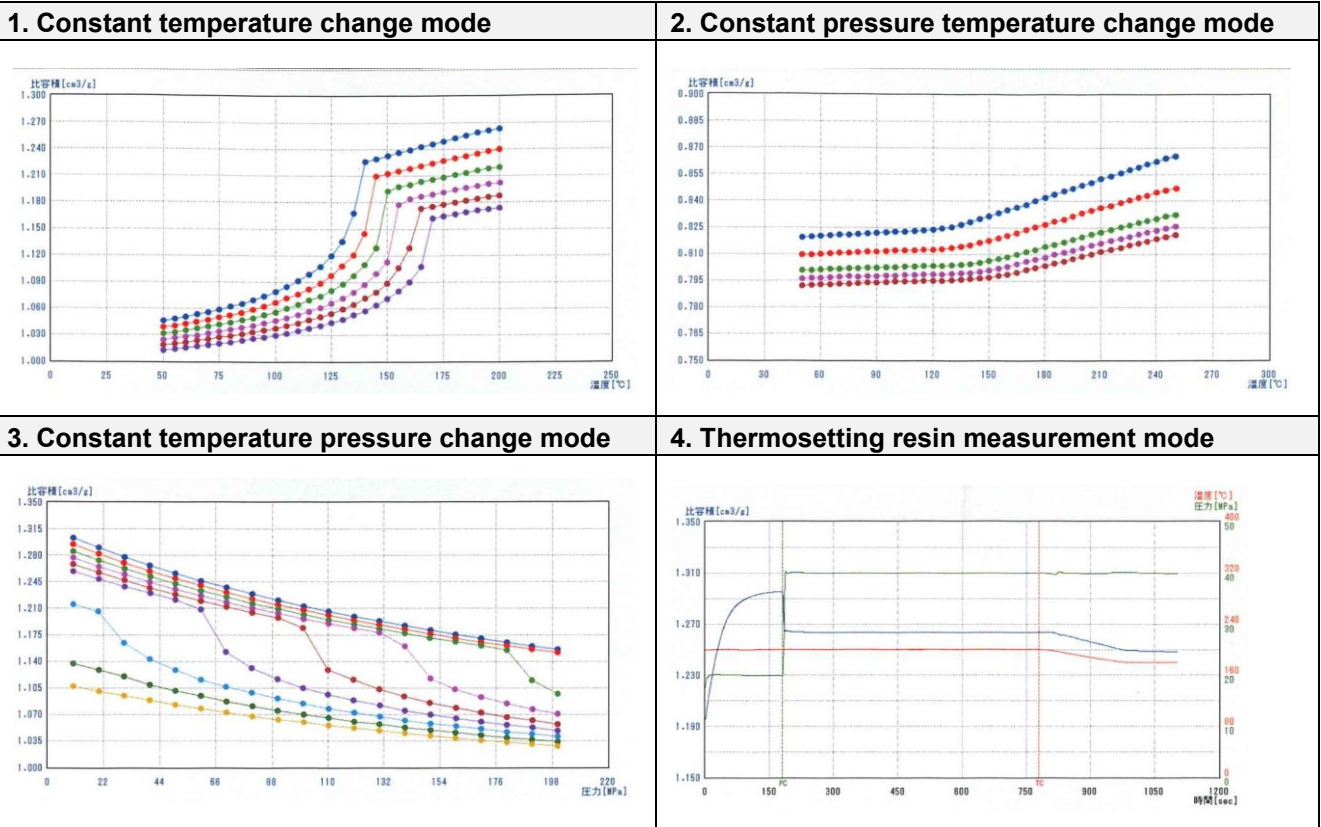 1. Constant temperature change mode
2. Constant pressure temperature change mode
比容積[cm3/g]
1.300
1.270
1.240
1.210
1.180
1.150
1.120
1.090
1.060
1.030
1.000
0 25 50 75 100 125 150 175 200 225 250
温度[℃]
比容積[cm3/g]
0.900
0.885
0.870
0.855
0.840
0.825
0.810
0.795
0.780
0.765
0.750
0 30 60 90 120 150 180 210 240 270 300
温度[℃]
3. Constant temperature pressure change mode
4. Thermosetting resin measurement mode
比容積[cm3/g]
1.350
1.315
1.280
1.245
1.210
1.175
1.140
1.105
1.070
1.035
1.000
0 22 44 66 88 110 132 154 176 198 220
圧力[MPa]
比容積[cm3/g]
1.350
1.310
1.270
1.230
1.190
1.150
温度[℃]
圧力[MPa]
400
50
320
40
240
30
160
20
80
10
0
0
0 150 300 450 600 750 900 1050 1200
PC TC
時間[sec]